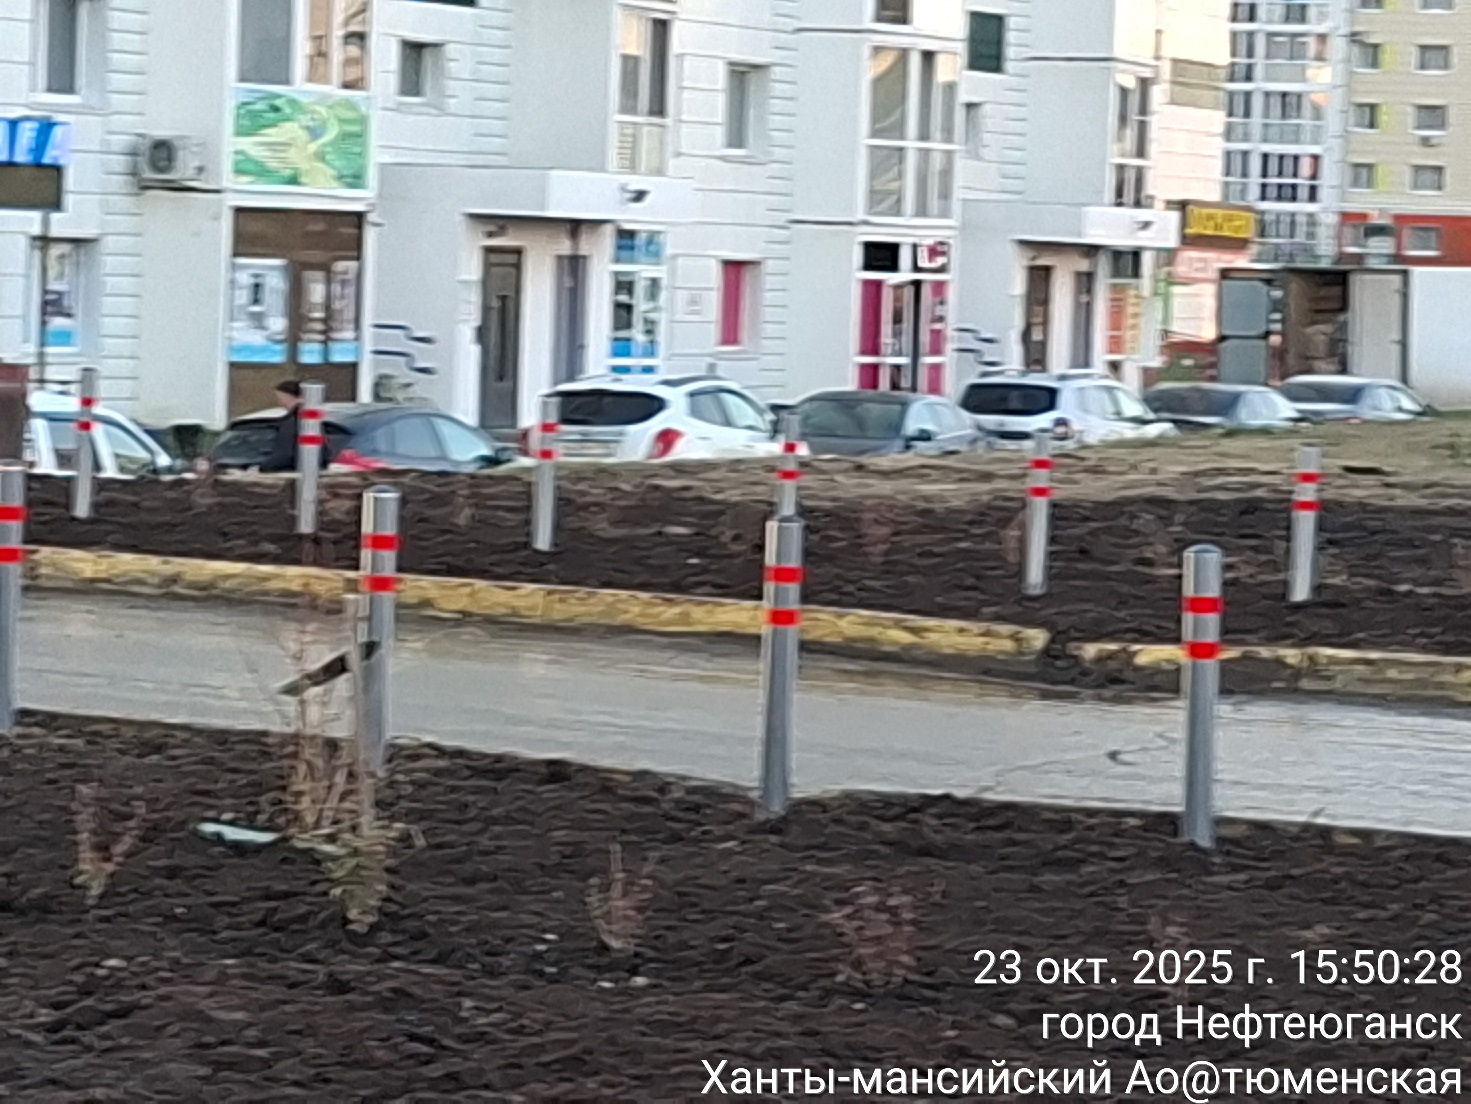 23 окт. 2025 г. 15:50:28
город Нефтеюганск
Ханты-мансийский Ао@тюменская